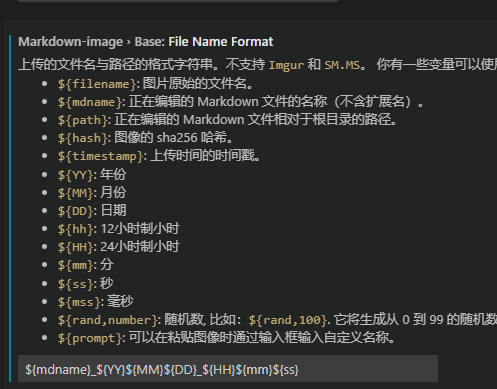 Markdown-image › Base: File Name Format
上传的文件名与路径的格式字符串。不支持 Imgur 和 SM.MS。 你有一些变量可以使
${filename}: 图片原始的文件名。
${mdname}: 正在编辑的 Markdown 文件的名称（不含扩展名）。
${path}: 正在编辑的 Markdown 文件相对于根目录的路径。
${hash}: 图像的 sha256 哈希。
${timestamp}: 上传时间的时间戳。
${YY}: 年份
${MM}: 月份
${DD}: 日期
${hh}: 12小时制小时
${HH}: 24小时制小时
${mm}: 分
${ss}: 秒
${mss}: 毫秒
${rand,number}: 随机数, 比如: ${rand,100}. 它将生成从 0 到 99 的随机数
${prompt}: 可以在粘贴图像时通过输入框输入自定义名称。
${mdname}_${YY}${MM}${DD}_${HH}${mm}${ss}